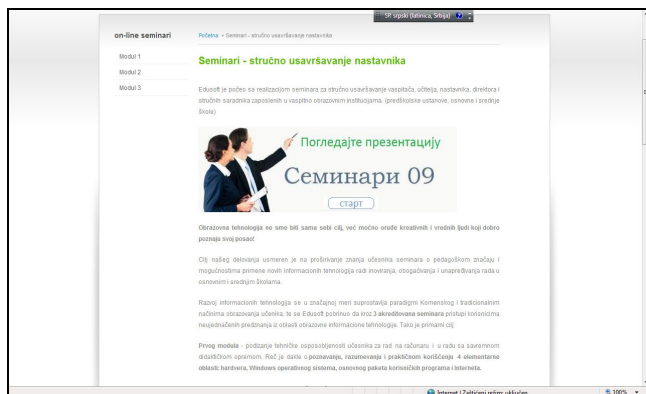 SR srpski (latinica, Srbija)
on-line seminari
Početna » Seminari - stručno usavršavanje nastavnika
Modul 1
Modul 2
Modul 3
Seminari - stručno usavršavanje nastavnika
Edusoft je počeo sa realizacijom seminara za stručno usavršavanje vaspitača, učitelja, nastavnika, direktora i
stručnih saradnika zaposlenih u vaspitno obrazovnim institucijama. (predškolske ustanove, osnovne i srednje
škole)
Погледајте презентацију
Семинари 09
старт
Obrazovna tehnologija ne sme biti sama sebi cilj, već moćno oruđe kreativnih i vrednih ljudi koji dobro
poznaju svoj posao!
Cilj našeg delovanja usmeren je na proširivanje znanja učesnika seminara o pedagoškom značaju i
mogućnostima primene novih informacionih tehnologija radi inoviranja, obogaćivanja i unapređivanja rada u
osnovnim i srednjim školama.
Razvoj informacionih tehnologija se u značajnoj meri suprostavlja paradigmi Komenskog i tradicionalnim
načinima obrazovanja učenika, te se Edusoft pobrinuo da kroz 3 akreditovana seminara pristupi korisnicima
neujednačenih predznanja iz oblasti obrazovne informacione tehnologije. Tako je primarni cilj:
Prvog modula - podizanje tehničke osposobljenosti učesnika za rad na računaru i u radu sa savremnom
didaktičkom opremom. Reč je dakle o poznavanju, razumevanju i praktičnom korišćenju 4 elementarne
oblasti: hardvera, Windows operativnog sistema, osnovnog paketa korisničkih programa i Interneta.
Internet | Zaštićeni režim: uključen
100%